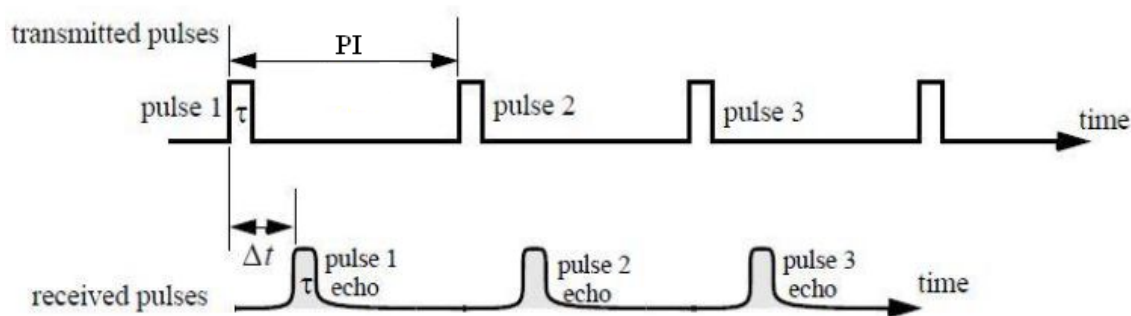 transmitted pulses
PI
pulse 1
τ
pulse 2
pulse 3
time
Δt
pulse 1
echo
τ
pulse 2
echo
pulse 3
echo
time
received pulses